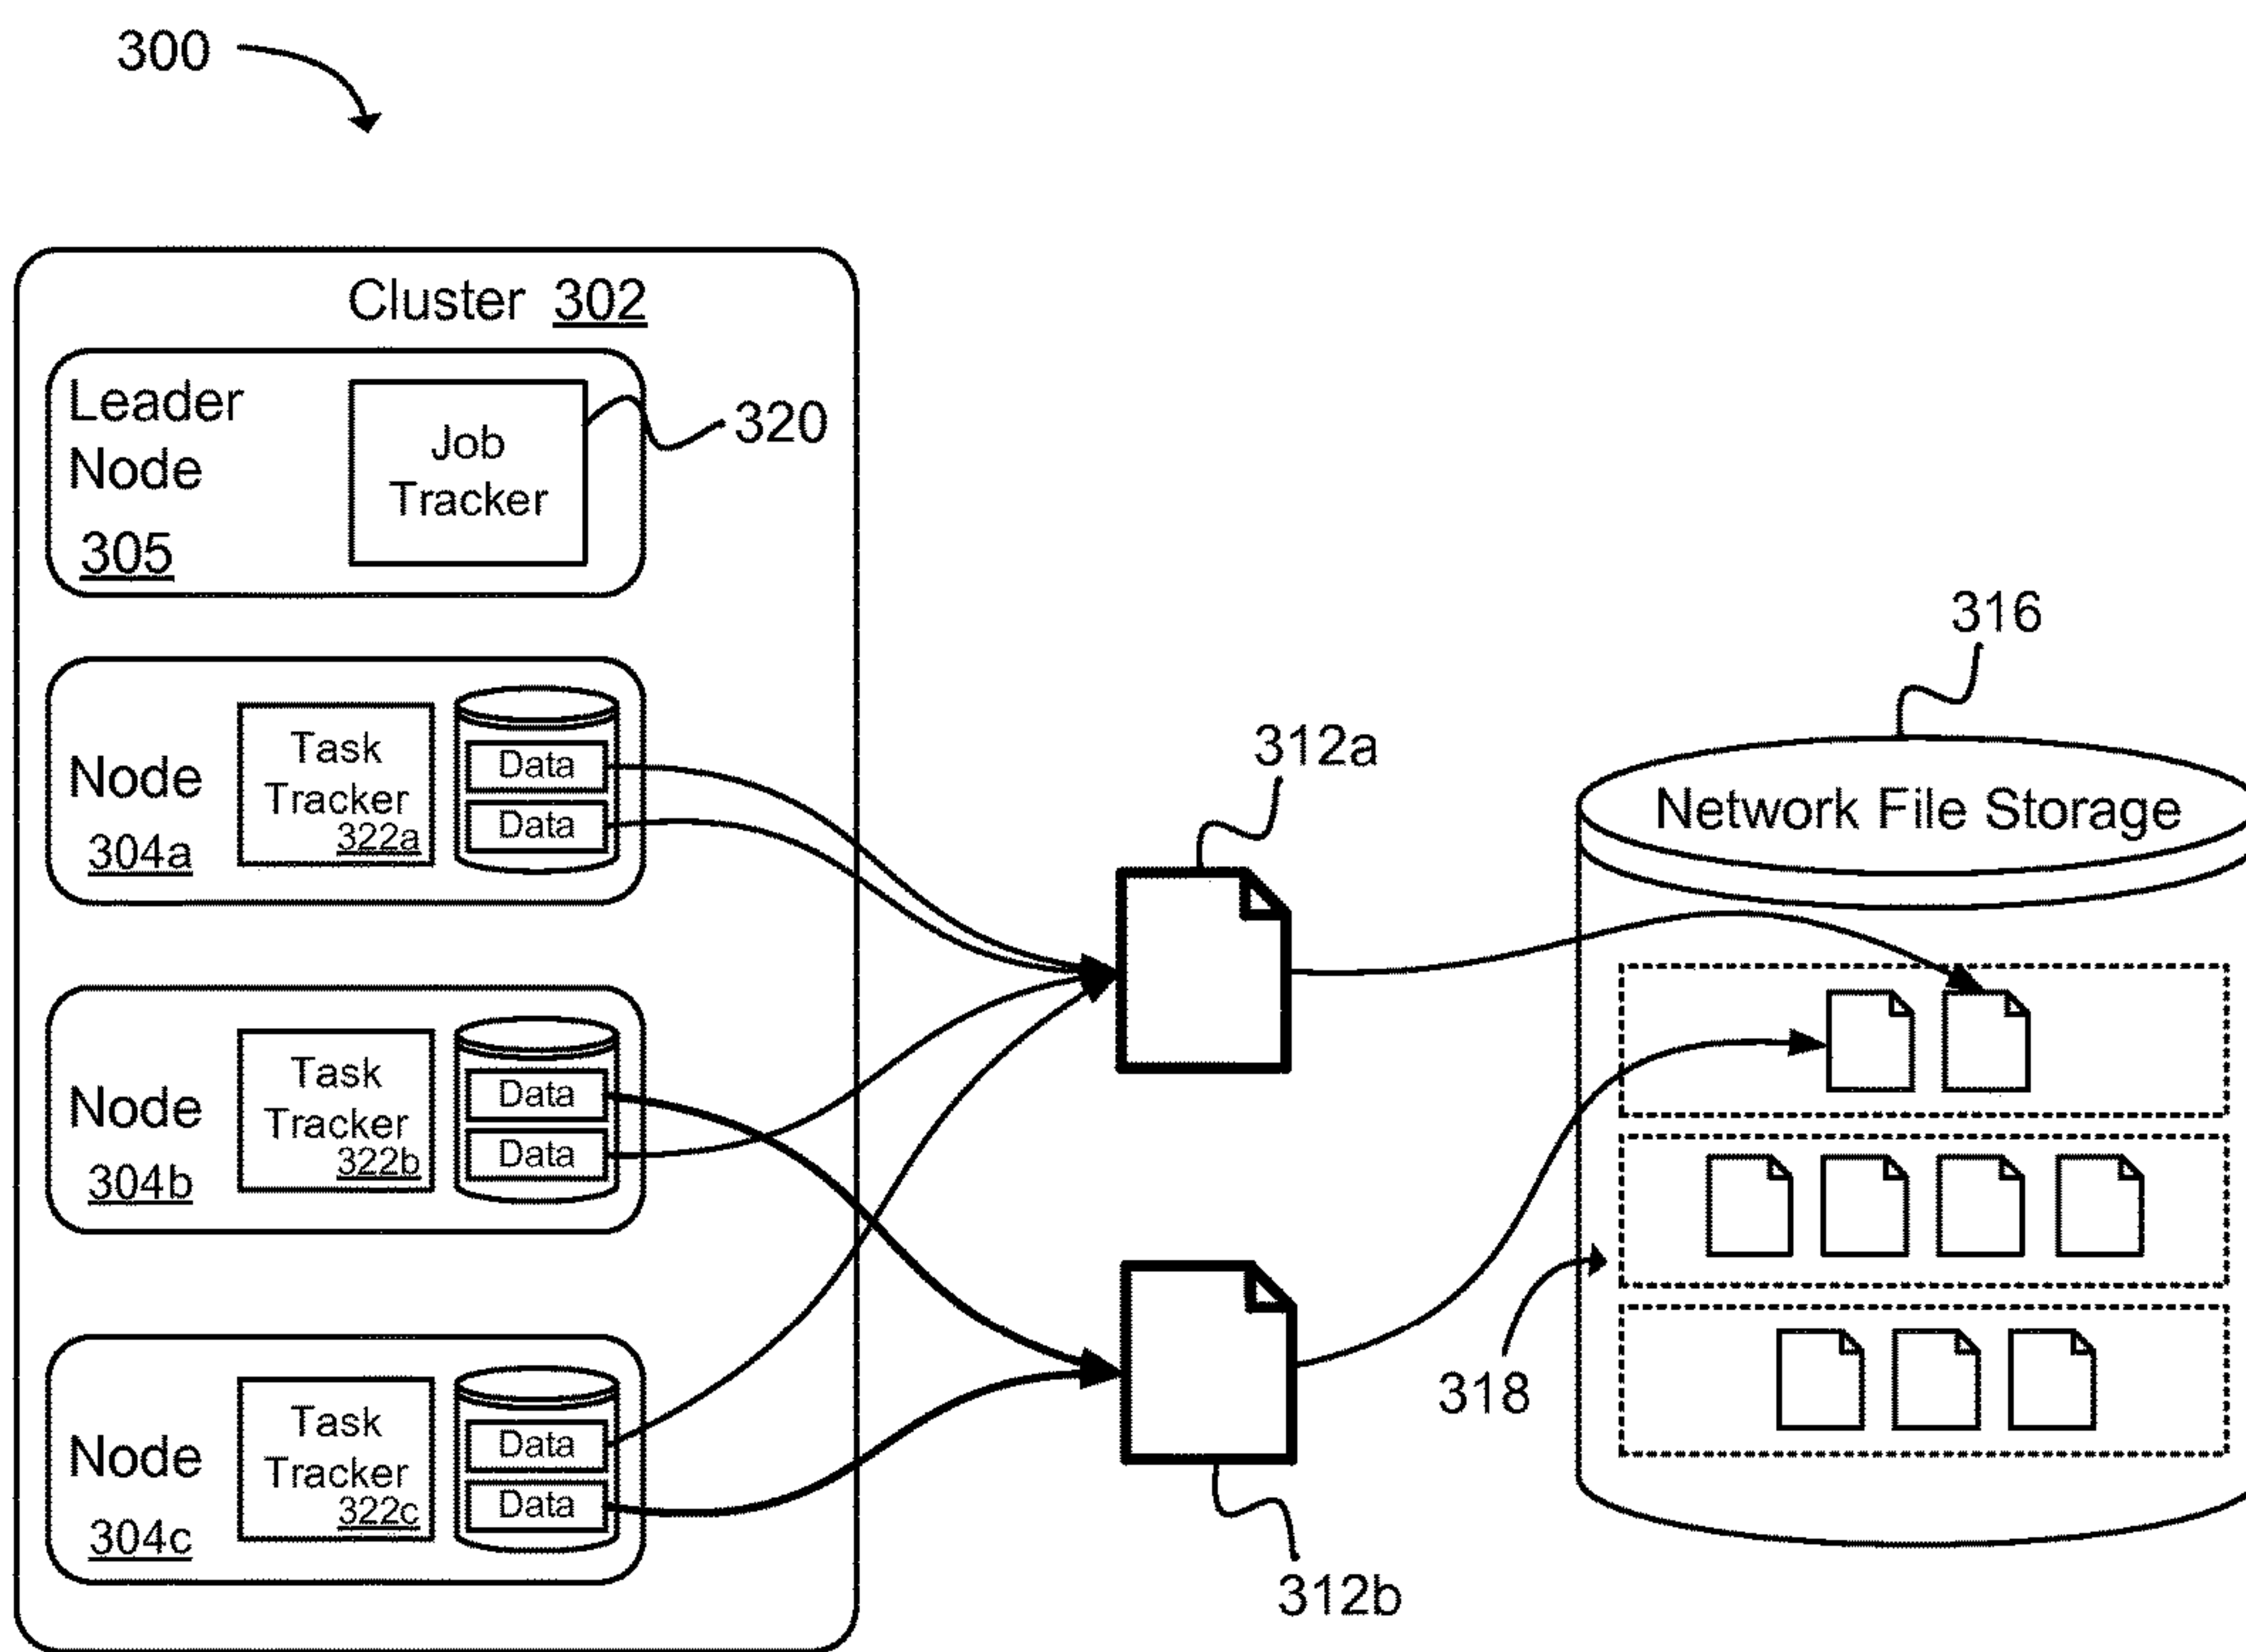 300
Cluster 302
Leader
Node
305
Job
Tracker
320
Node
304a
Task
Tracker
322a
Data
Data
Node
304b
Task
Tracker
322b
Data
Data
Node
304c
Task
Tracker
322c
Data
Data
312a
312b
316
Network File Storage
318